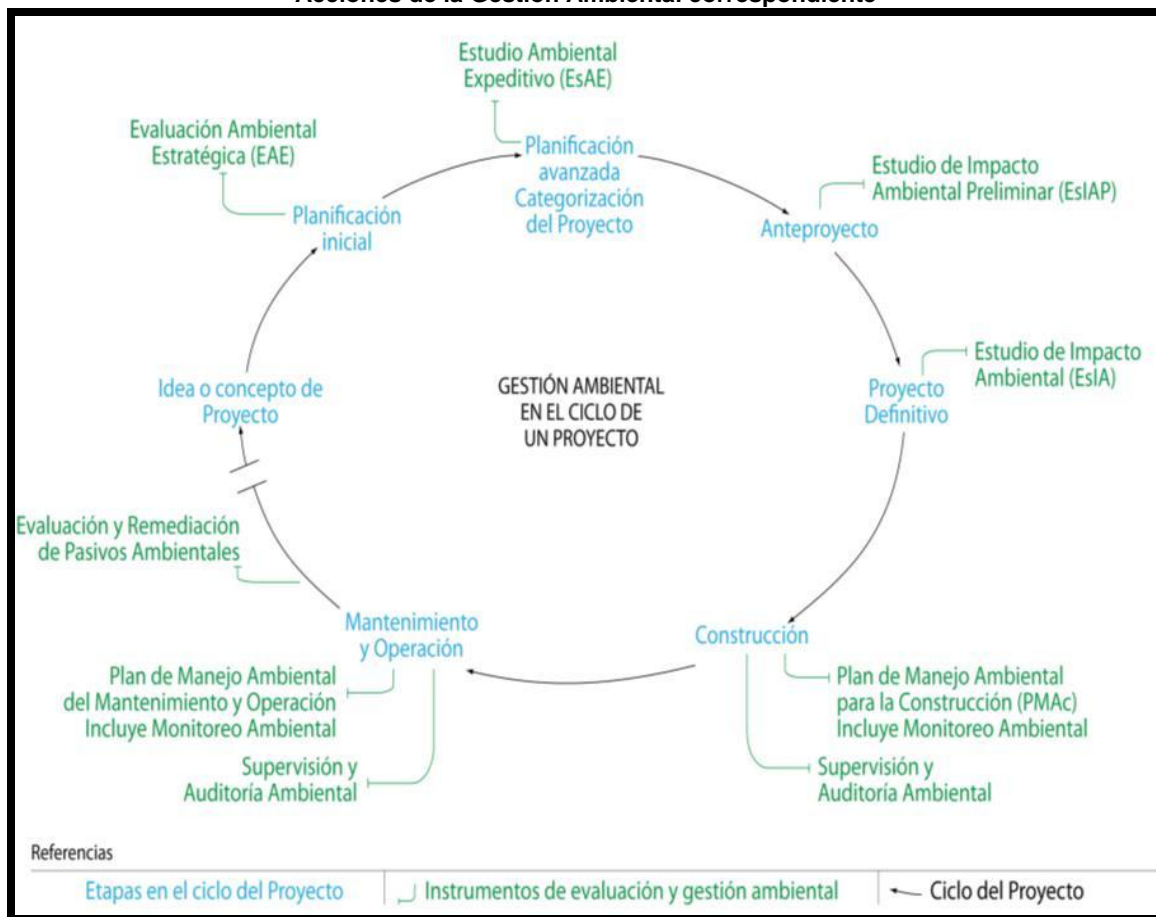 Acciones de la Gestión Ambiental correspondiente
Estudio Ambiental
Expeditivo (EsAE)
Evaluación Ambiental
Estratégica (EAE)
Planificación
avanzada
Categorización
del Proyecto
Estudio de Impacto
Ambiental Preliminar (EsIAP)
Planificación
inicial
Anteproyecto
Estudio de Impacto
Ambiental (EsIA)
Idea o concepto de
Proyecto
GESTIÓN AMBIENTAL
EN EL CICLO DE
UN PROYECTO
Proyecto
Definitivo
Evaluación y Remediación
de Pasivos Ambientales
Mantenimiento
y Operación
Construcción
Plan de Manejo Ambiental
del Mantenimiento y Operación
Incluye Monitoreo Ambiental
Plan de Manejo Ambiental
para la Construcción (PMAc)
Incluye Monitoreo Ambiental
Supervisión y
Auditoría Ambiental
Supervisión y
Auditoría Ambiental
Referencias
Etapas en el ciclo del Proyecto
Instrumentos de evaluación y gestión ambiental
Ciclo del Proyecto